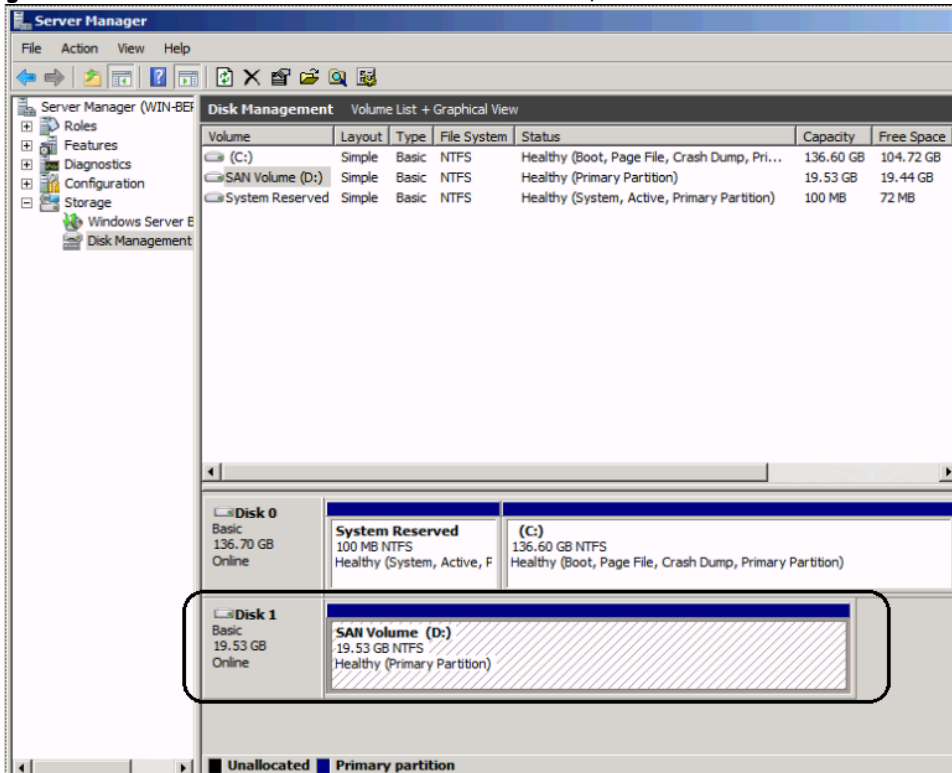 Server Manager
File Action View Help
Server Manager (WIN-BEF
Roles
Features
Diagnostics
Configuration
Storage
Windows Server B
Disk Management
Disk Management Volume List + Graphical View
Volume Layout Type File System Status Capacity Free Space
(C:) Simple Basic NTFS Healthy (Boot, Page File, Crash Dump, Pri... 136.60 GB 104.72 GB
SAN Volume (D:) Simple Basic NTFS Healthy (Primary Partition) 19.53 GB 19.44 GB
System Reserved Simple Basic NTFS Healthy (System, Active, Primary Partition) 100 MB 72 MB
Disk 0
Basic
136.70 GB
Online
System Reserved
100 MB NTFS
Healthy (System, Active, P
(C:)
136.60 GB NTFS
Healthy (Boot, Page File, Crash Dump, Primary Partition)
Disk 1
Basic
19.53 GB
Online
SAN Volume (D:)
19.53 GB NTFS
Healthy (Primary Partition)
Unallocated Primary partition